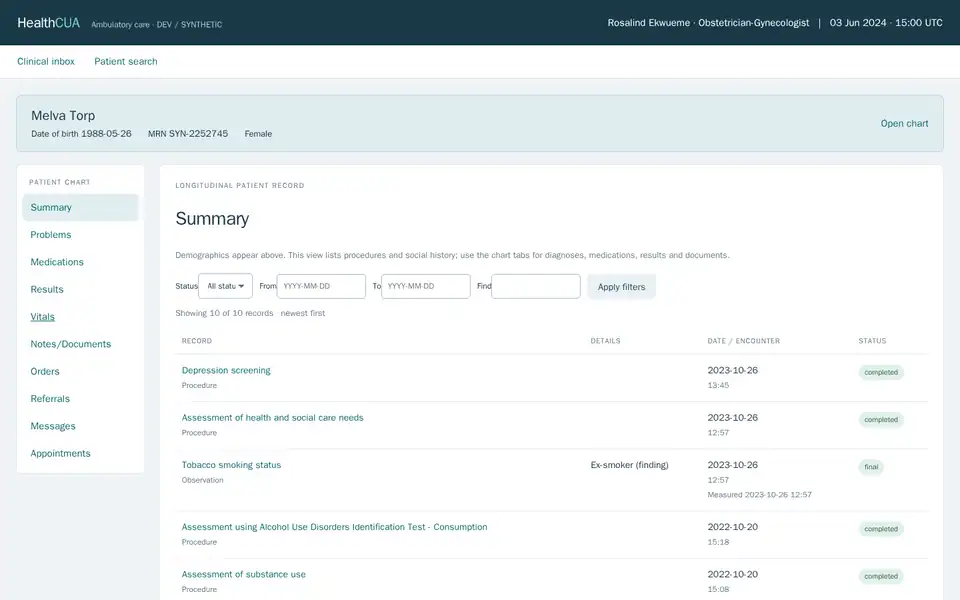 HealthCUA Ambulatory care · DEV / SYNTHETIC
Rosalind Ekwueme · Obstetrician-Gynecologist | 03 Jun 2024 · 15:00 UTC
Clinical inbox Patient search
Melva Torp
Date of birth 1988-05-26 MRN SYN-2252745 Female
Open chart
PATIENT CHART
Summary
Problems
Medications
Results
Vitals
Notes/Documents
Orders
Referrals
Messages
Appointments
LONGITUDINAL PATIENT RECORD
Summary
Demographics appear above. This view lists procedures and social history; use the chart tabs for diagnoses, medications, results and documents.
Status All statu From YYYY-MM-DD To YYYY-MM-DD Find Apply filters
Showing 10 of 10 records · newest first
RECORD DETAILS DATE / ENCOUNTER STATUS
Depression screening 2023-10-26 completed
Procedure 13:45
Assessment of health and social care needs 2023-10-26 completed
Procedure 12:57
Tobacco smoking status Ex-smoker (finding) 2023-10-26 final
Observation 12:57
Measured 2023-10-26 12:57
Assessment using Alcohol Use Disorders Identification Test - Consumption 2022-10-20 completed
Procedure 15:18
Assessment of substance use 2022-10-20 completed
Procedure 15:08